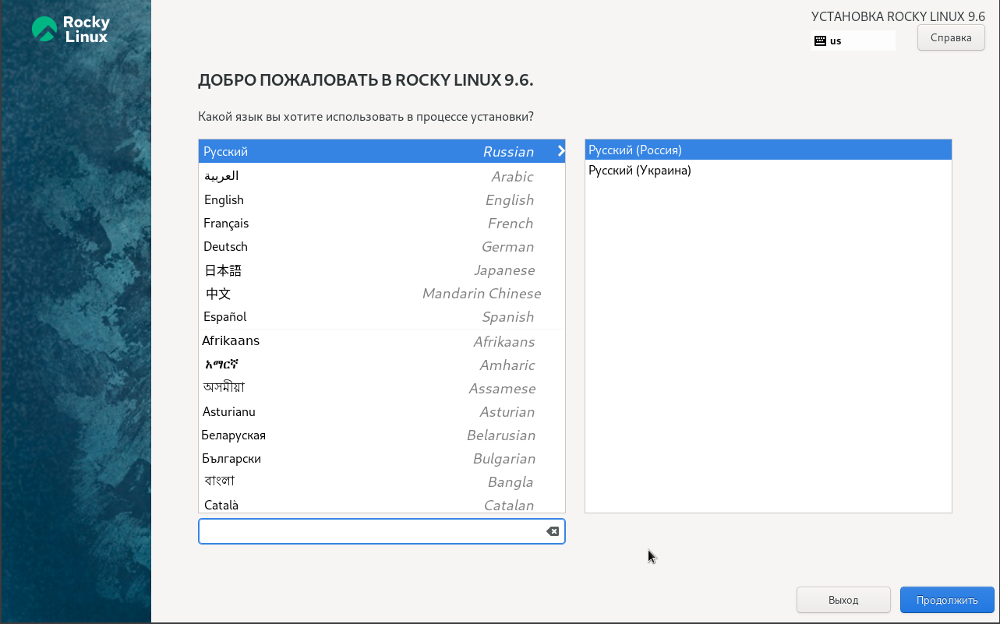 Rocky
Linux
УСТАНОВКА ROCKY LINUX 9.6
us
Справка
ДОБРО ПОЖАЛОВАТЬ В ROCKY LINUX 9.6.
Какой язык вы хотите использовать в процессе установки?
Русский Russian
العربية Arabic
English English
Français French
Deutsch German
日本語 Japanese
中文 Mandarin Chinese
Español Spanish
Afrikaans Afrikaans
አማርኛ Amharic
অসমীয়া Assamese
Asturianu Asturian
Беларуская Belarusian
Български Bulgarian
বাংলা Bangla
Català Catalan
Русский (Россия)
Русский (Украина)
Выход
Продолжить